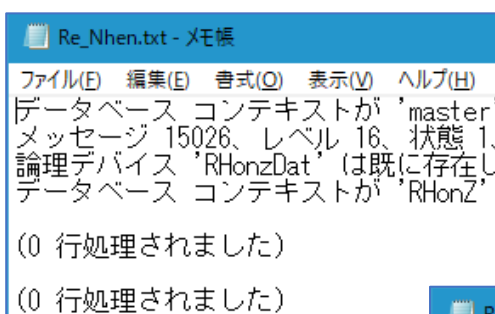 Re_Nhen.txt - メモ帳
ファイル(F) 編集(E) 書式(O) 表示(V) ヘルプ(H)
データベース コンテキストが 'master'
メッセージ 15026、レベル 16、状態 1、
論理デバイス 'RHonzDat' は既に存在し
データベース コンテキストが 'RHonZ'
(0 行処理されました)
(0 行処理されました)